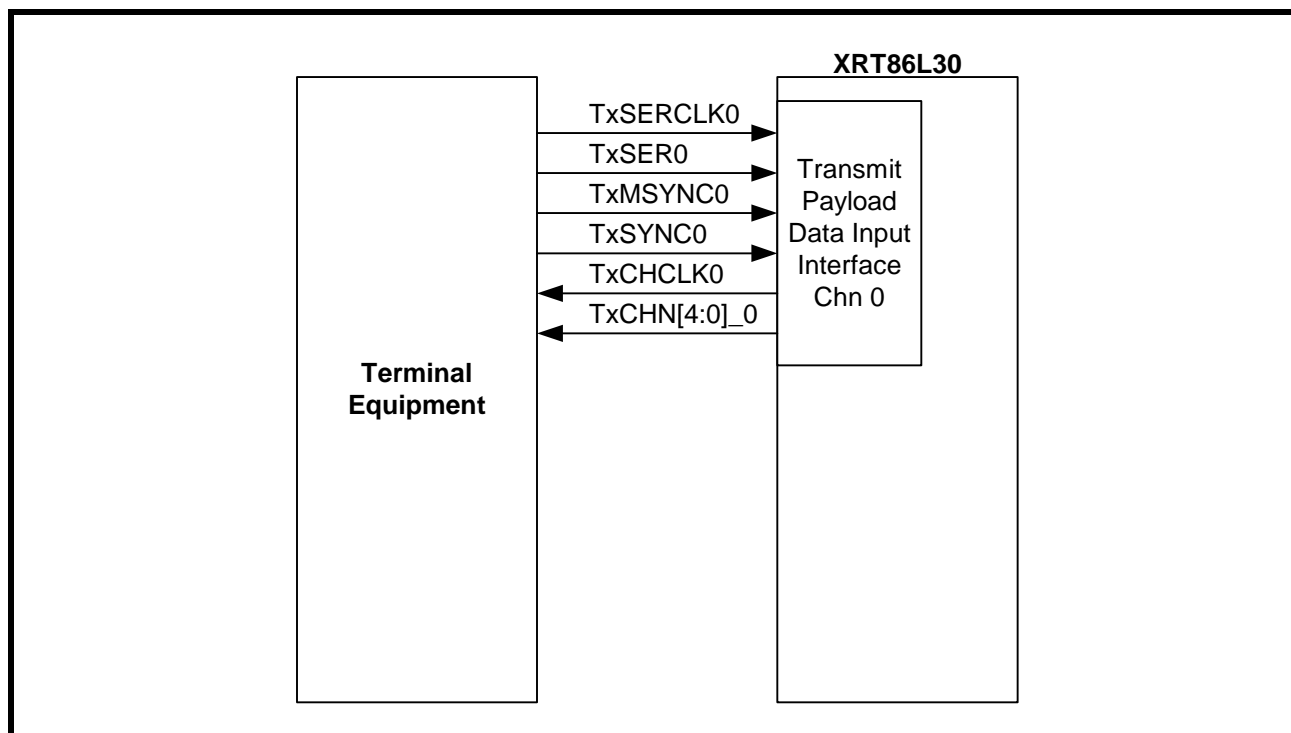 XRT86L30
TxSERCLK0
TxSER0
TxMSYNC0
TxSYNC0
TxCHCLK0
TxCHN[4:0]_0
Transmit
Payload
Data Input
Interface
Chn 0
Terminal
Equipment